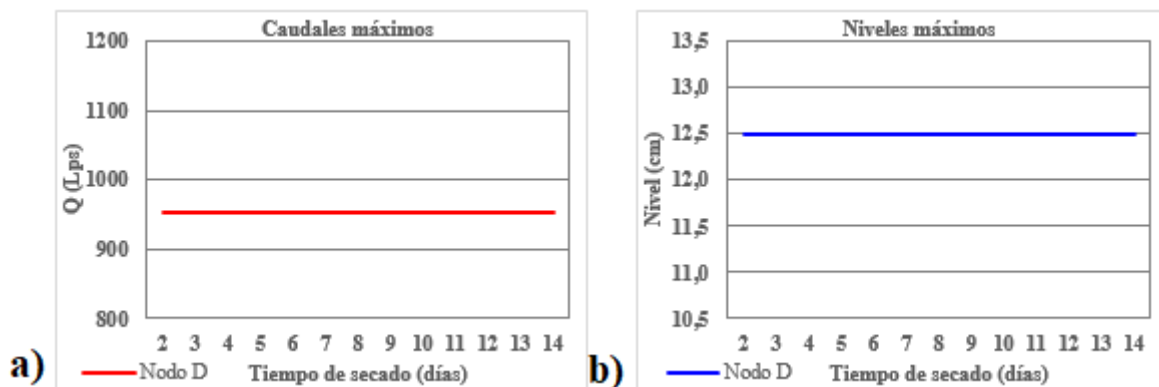 Caudales máximos
1200
1100
1000
900
800
Q (Lps)
2 3 4 5 6 7 8 9 10 11 12 13 14
a)
Nodo D
Tiempo de secado (días)
Niveles máximos
13,5
13,0
12,5
12,0
11,5
11,0
10,5
Nivel (cm)
2 3 4 5 6 7 8 9 10 11 12 13 14
b)
Nodo D
Tiempo de secado (días)